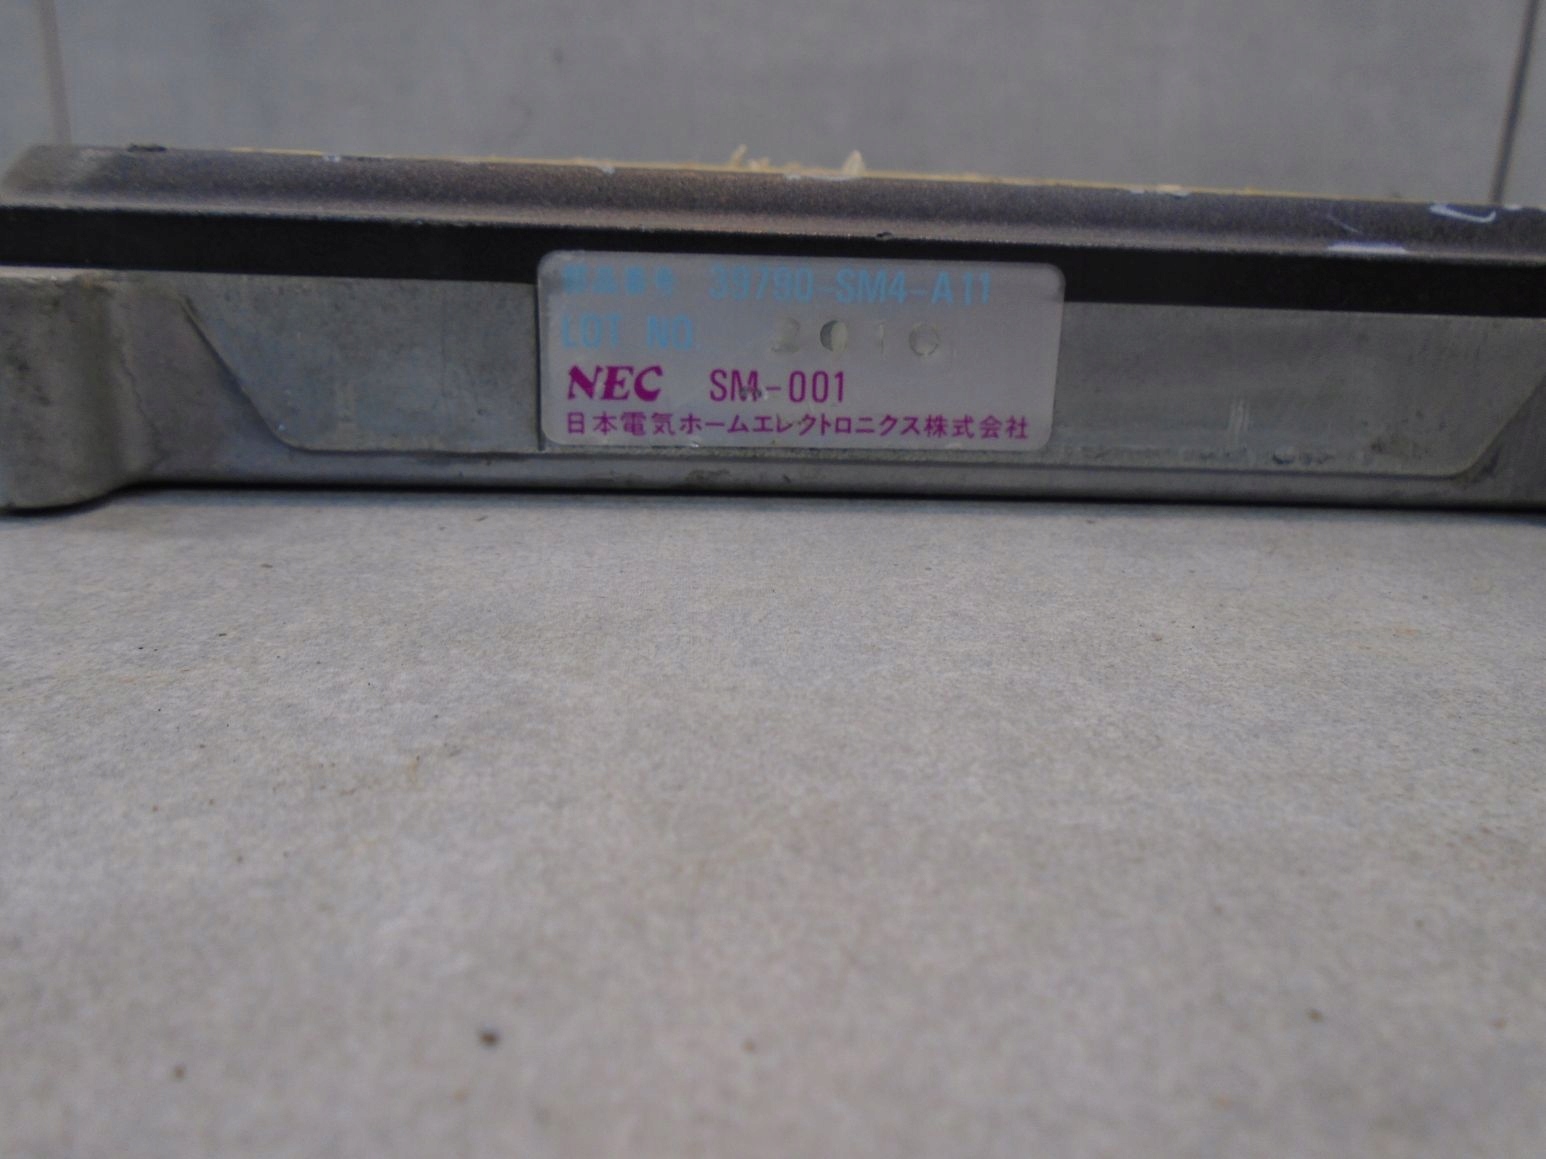 部品番号 39790-SM4-A11
LOT NO. 2010
NEC SM-001
日本電気ホームエレクトロニクス株式会社